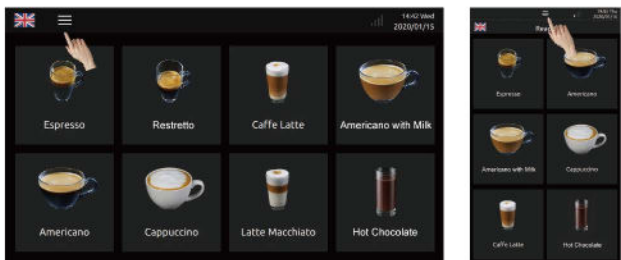 14:42 Wed
2020/01/15
Espresso
Restretto
Caffe Latte
Americano with Milk
Americano
Cappuccino
Latte Macchiato
Hot Chocolate
Espresso
Americano
Americano with Milk
Cappuccino
Caffe Latte
Hot Chocolate